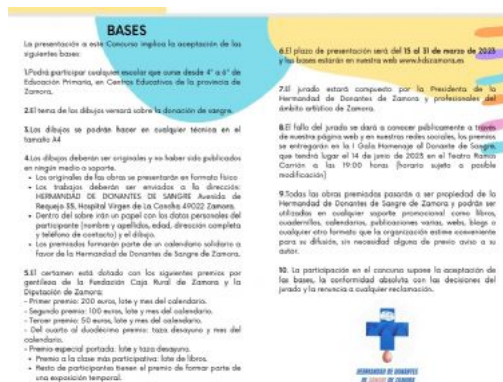 BASES
La presentación a este Concurso implica la aceptación de las
siguientes bases:
1.Podrá participar cualquier escolar que curse desde 4º a 6º de
Educación Primaria, en Centros Educativos de la provincia de
Zamora.
2.El tema de los dibujos versará sobre la donación de sangre.
3.Los dibujos se podrán hacer en cualquier técnica en el
tamaño A4
4.Los dibujos deberán ser originales y no haber sido publicados
en ningún medio o soporte.
• Los originales de las obras se presentarán en formato físico
• Los trabajos deberán ser enviados a la dirección:
HERMANDAD DE DONANTES DE SANGRE Avenida de
Requejo 35, Hospital Virgen de La Concha 49022 Zamora.
• Dentro del sobre irán un papel con los datos personales del
participante (nombre y apellidos, edad, dirección completa
y teléfono de contacto) y el dibujo.
• Los premiados formarán parte de un calendario solidario a
favor de la Hermandad de Donantes de Sangre de Zamora.
5.El certamen está dotado con los siguientes premios por
gentileza de la Fundación Caja Rural de Zamora y la
Diputación de Zamora:
- Primer premio: 200 euros, lote y mes del calendario.
- Segundo premio: 100 euros, lote y mes del calendario.
- Tercer premio: 50 euros, lote y mes del calendario.
- Del cuarto al duodécimo premio: taza desayuno y mes del
calendario.
- Premio especial portada: lote y taza desayuno.
• Premio a la clase más participativa: lote de libros.
• Resto de participantes tienen el premio de formar parte de
una exposición temporal.
6.El plazo de presentación será del 15 al 31 de marzo de 2023
y las bases estarán en nuestra web www.hdszamora.es
7.El jurado estará compuesto por la Presidenta de la
Hermandad de Donantes de Zamora y profesionales del
ámbito artístico de Zamora.
8.El fallo del jurado se dará a conocer públicamente a través
de nuestra página web y en nuestras redes sociales, los premios
se entregarán en la I Gala Homenaje al Donante de Sangre,
que tendrá lugar el 14 de junio de 2023 en el Teatro Ramos
Carrión a las 19:00 horas (horario sujeto a posible
modificación)
9.Todas las obras premiadas pasarán a ser propiedad de la
Hermandad de Donantes de Sangre de Zamora y podrán ser
utilizadas en cualquier soporte promocional como libros,
cuadernillos, calendarios, publicaciones varias, webs, blogs o
cualquier otro formato que la organización estime conveniente
para su difusión, sin necesidad alguna de previo aviso a su
autor.
10. La participación en el concurso supone la aceptación de
las bases, la conformidad absoluta con las decisiones del
jurado y la renuncia a cualquier reclamación.
HERMANDAD DE DONANTES
DE SANGRE DE ZAMORA